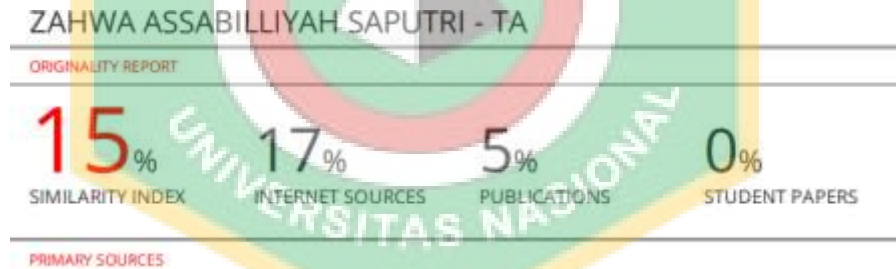 ZAHWA ASSABILLIYAH SAPUTRI - TA
ORIGINALITY REPORT
15% 17% 5% 0%
SIMILARITY INDEX INTERNET SOURCES PUBLICATIONS STUDENT PAPERS
UNIVERSITAS NASIONAL
PRIMARY SOURCES